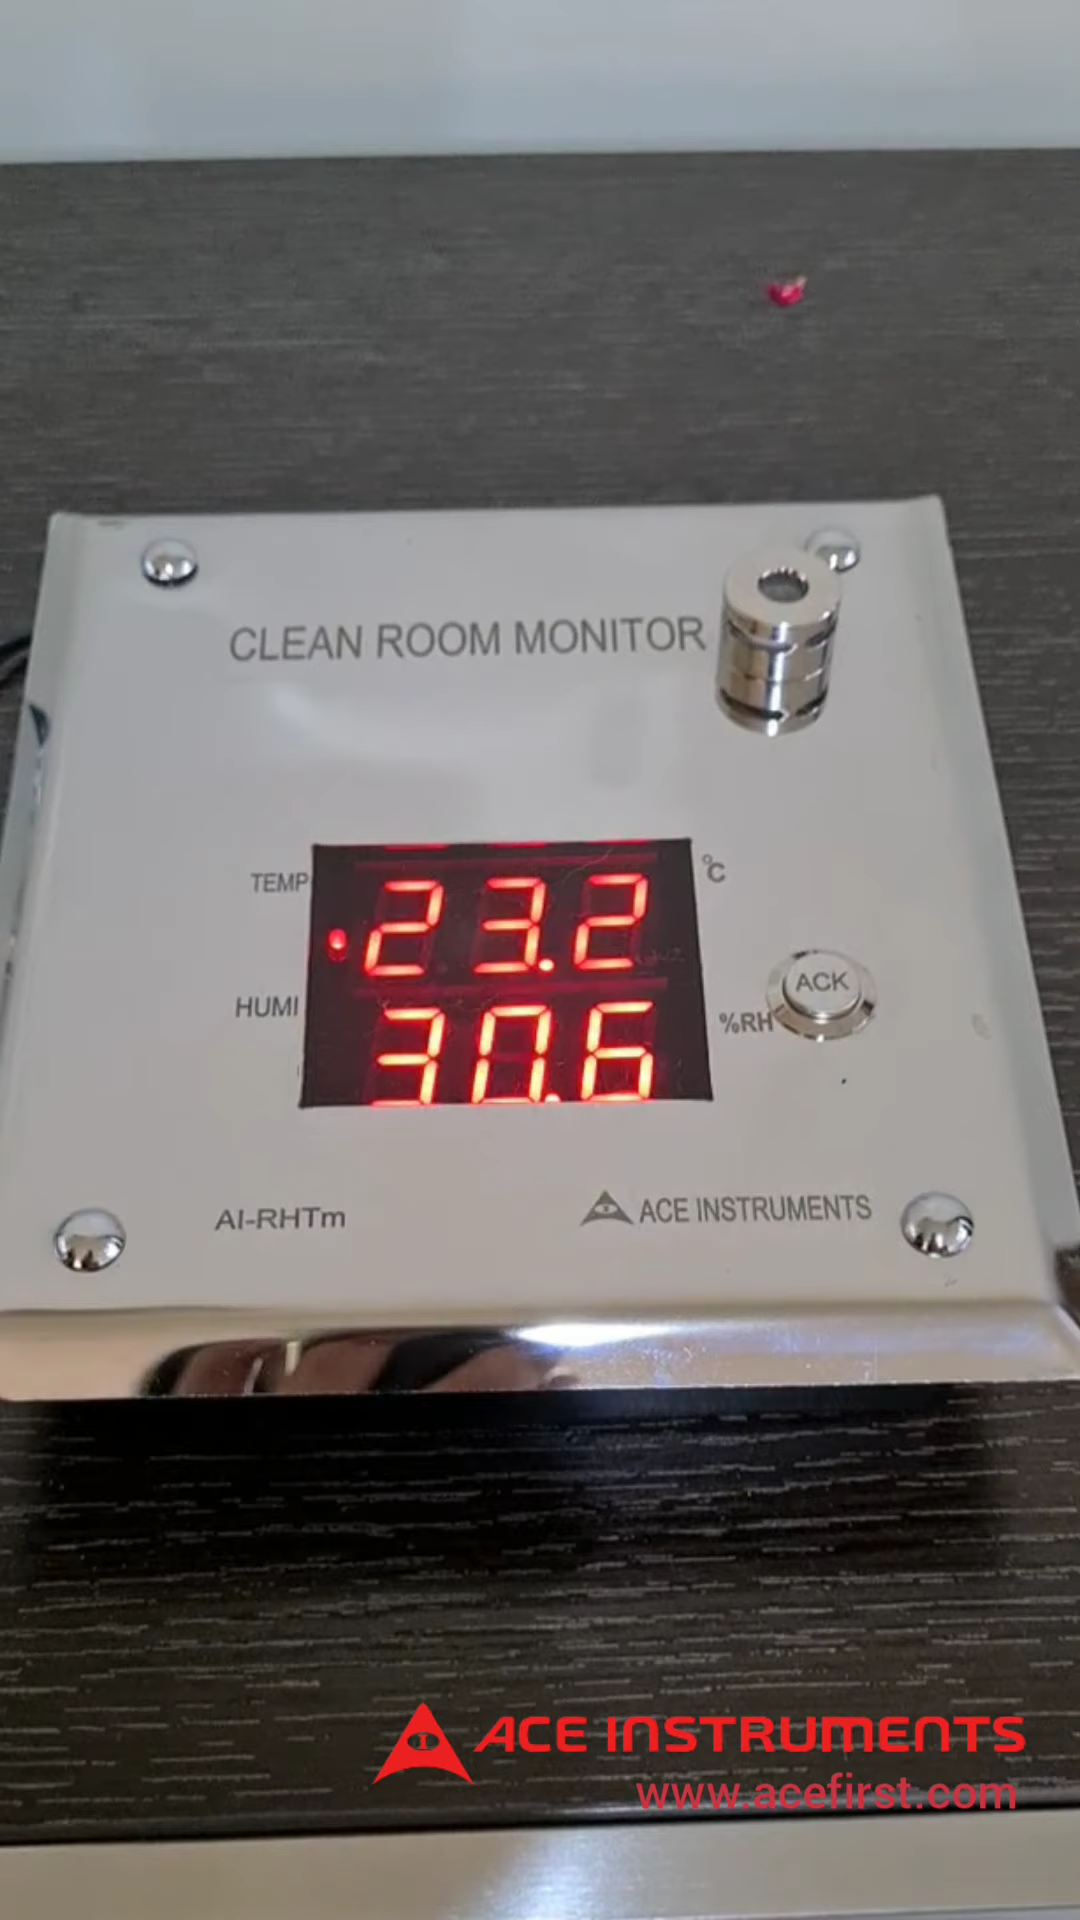 CLEAN ROOM MONITOR
TEMP 23.2 °C
ACK
HUMI 30.6 %RH
AI-RHTm
ACE INSTRUMENTS
ACE INSTRUMENTS
www.acefirst.com